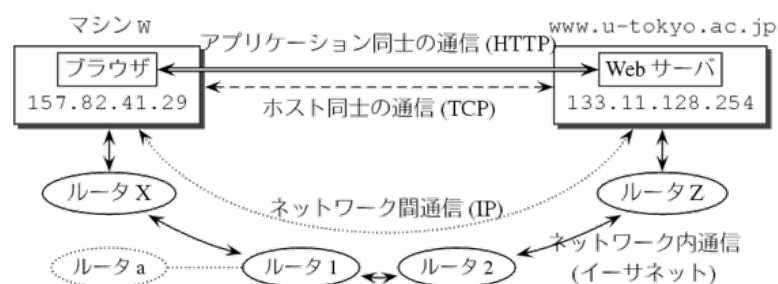 マシン W
www.u-tokyo.ac.jp
アプリケーション同士の通信 (HTTP)
ブラウザ
Web サーバ
157.82.41.29
133.11.128.254
ホスト同士の通信 (TCP)
ルータ X
ルータ Z
ネットワーク間通信 (IP)
ネットワーク内通信
(イーサネット)
ルータ a
ルータ 1
ルータ 2